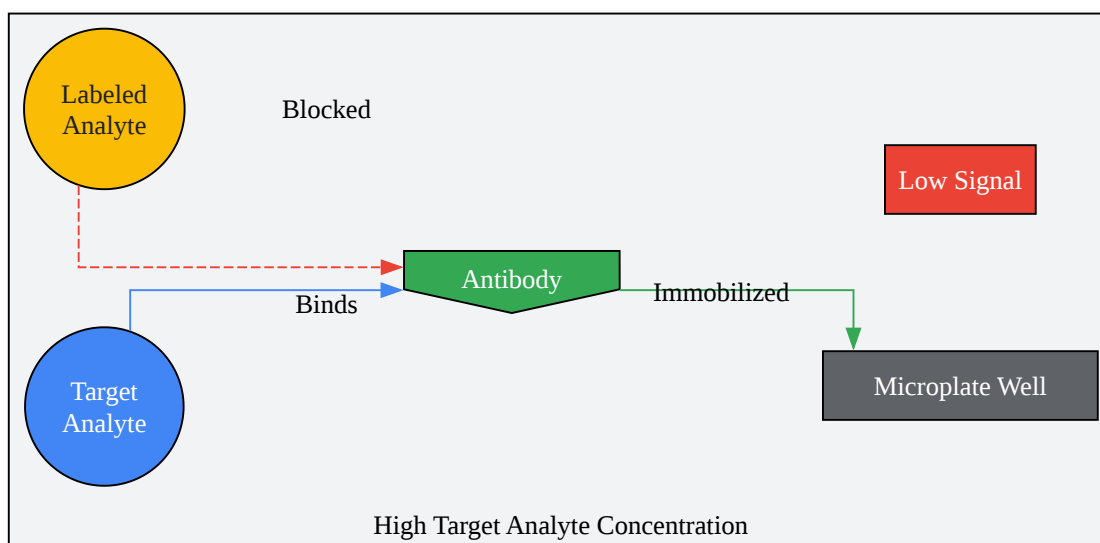 Labeled
Analyte
Blocked
Low Signal
Antibody
Binds
Immobilized
Target
Analyte
Microplate Well
High Target Analyte Concentration